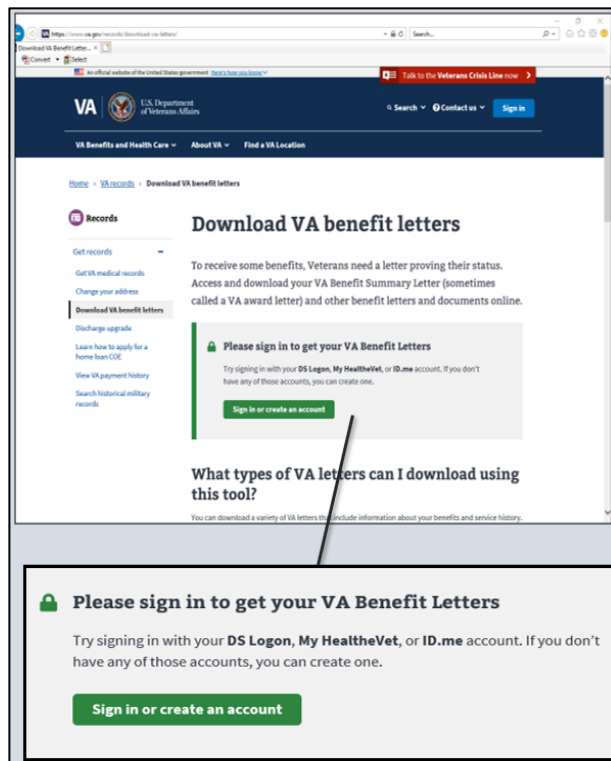 https://www.va.gov/records/download-va-letters/
Search...
Download VA Benefit Letter...
Convert Select
An official website of the United States government Here's how you know
Talk to the Veterans Crisis Line now
VA
U.S. Department
of Veterans Affairs
Search Contact us Sign in
VA Benefits and Health Care About VA Find a VA Location
Home › VA records › Download VA benefit letters
Records
Get records
Get VA medical records
Change your address
Download VA benefit letters
Discharge upgrade
Learn how to apply for a
home loan COE
View VA payment history
Search historical military
records
Download VA benefit letters
To receive some benefits, Veterans need a letter proving their status.
Access and download your VA Benefit Summary Letter (sometimes
called a VA award letter) and other benefit letters and documents online.
Please sign in to get your VA Benefit Letters
Try signing in with your DS Logon, My HealtheVet, or ID.me account. If you don't
have any of those accounts, you can create one.
Sign in or create an account
What types of VA letters can I download using
this tool?
You can download a variety of VA letters that include information about your benefits and service history.
Please sign in to get your VA Benefit Letters
Try signing in with your DS Logon, My HealtheVet, or ID.me account. If you don't
have any of those accounts, you can create one.
Sign in or create an account